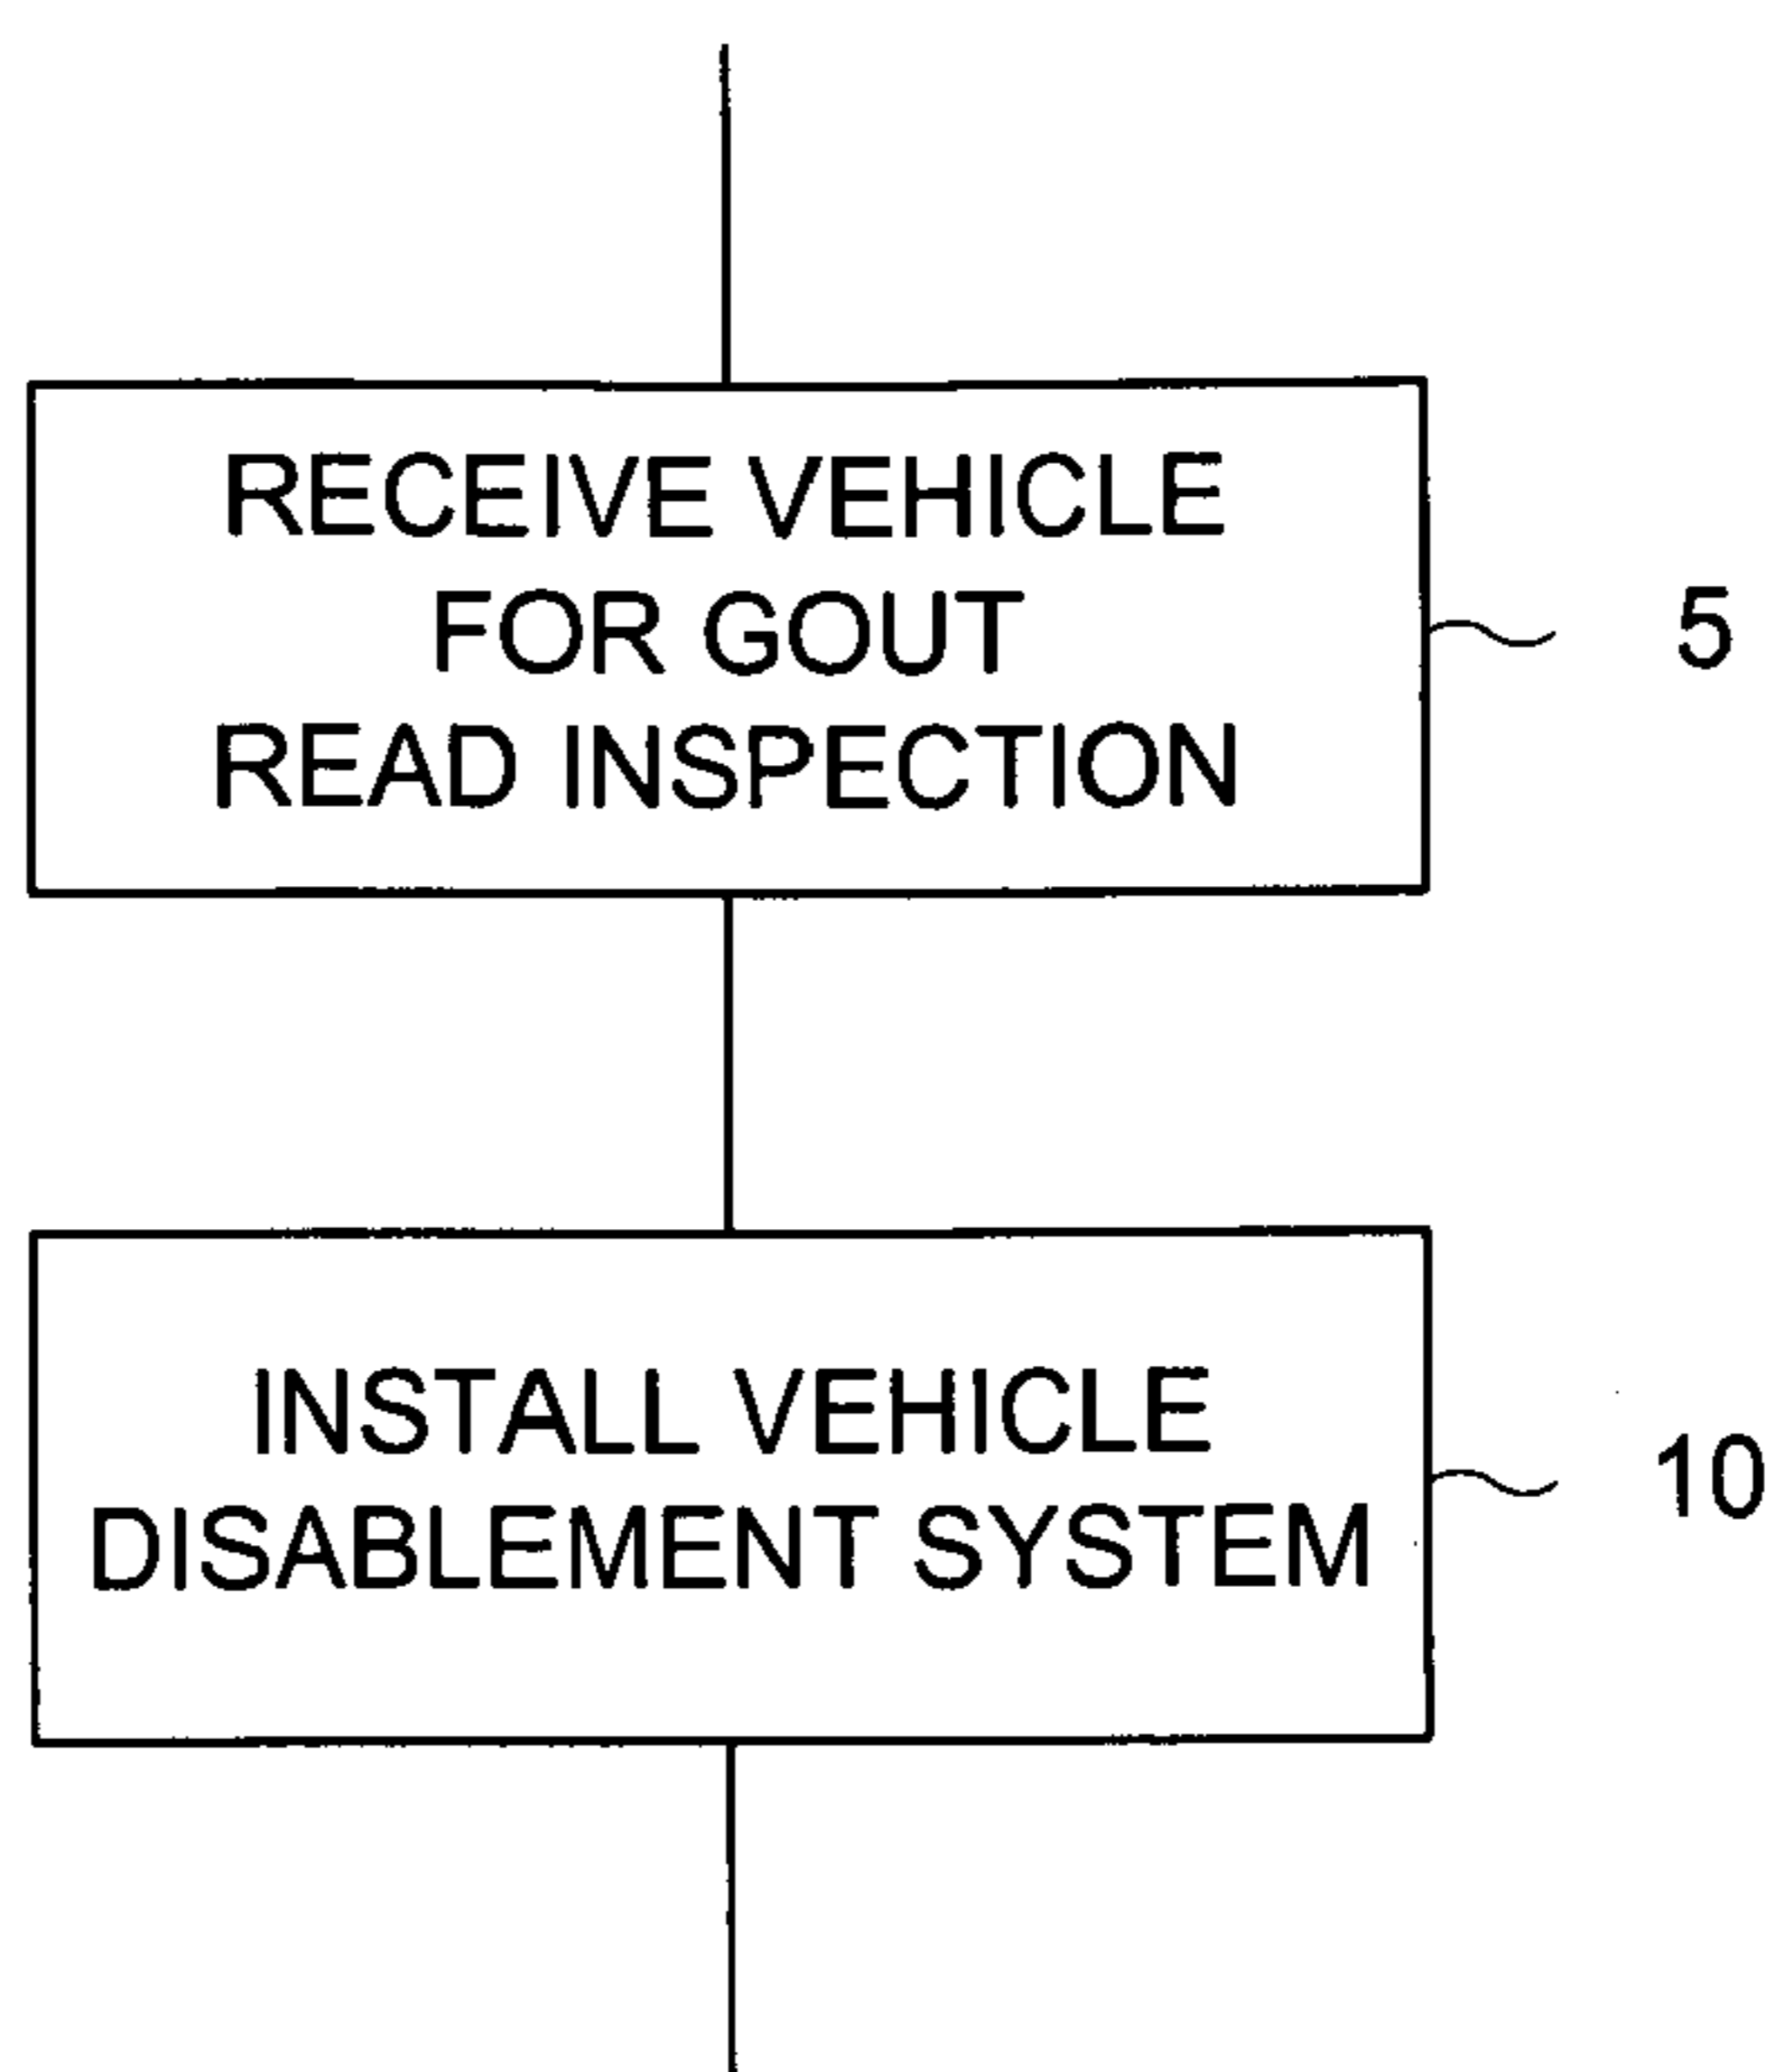 RECEIVE VEHICLE
FOR GOUT
READ INSPECTION
5
INSTALL VEHICLE
DISABLEMENT SYSTEM
10